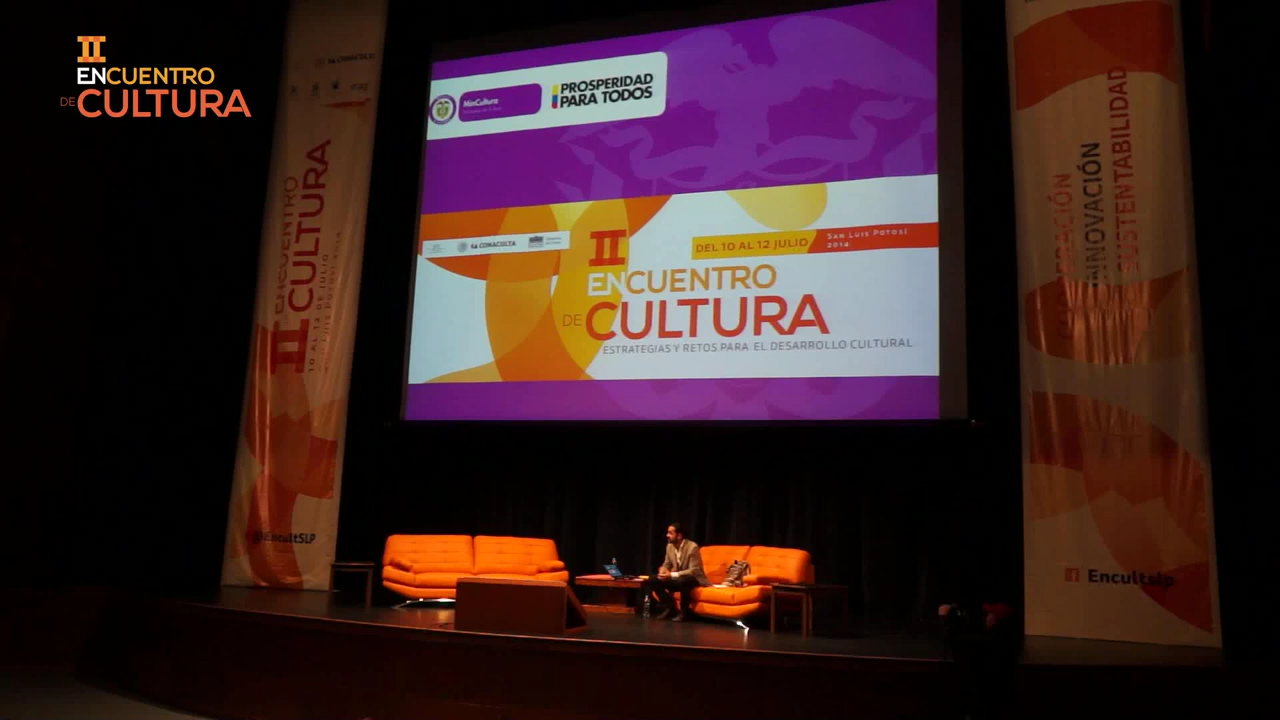 II
ENCUENTRO
DE CULTURA
MinCultura
PROSPERIDAD
PARA TODOS
CONACULTA
II
ENCUENTRO
DE CULTURA
DEL 10 AL 12 JULIO
SAN LUIS POTOSÍ
2014
ESTRATEGIAS Y RETOS PARA EL DESARROLLO CULTURAL
CONACULTA
II ENCUENTRO
CULTURA
10 AL 12 DE JULIO
EncultSLP
INNOVACIÓN
SUSTENTABILIDAD
Encultslp